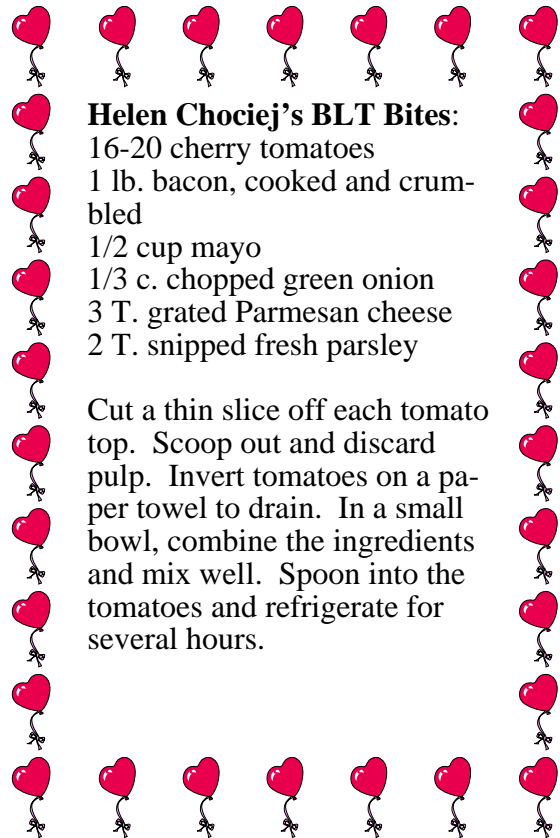 Helen Chociej’s BLT Bites:
16-20 cherry tomatoes
1 lb. bacon, cooked and crum-
bled
1/2 cup mayo
1/3 c. chopped green onion
3 T. grated Parmesan cheese
2 T. snipped fresh parsley
Cut a thin slice off each tomato
top.  Scoop out and discard
pulp.  Invert tomatoes on a pa-
per towel to drain.  In a small
bowl, combine the ingredients
and mix well.  Spoon into the
tomatoes and refrigerate for
several hours.